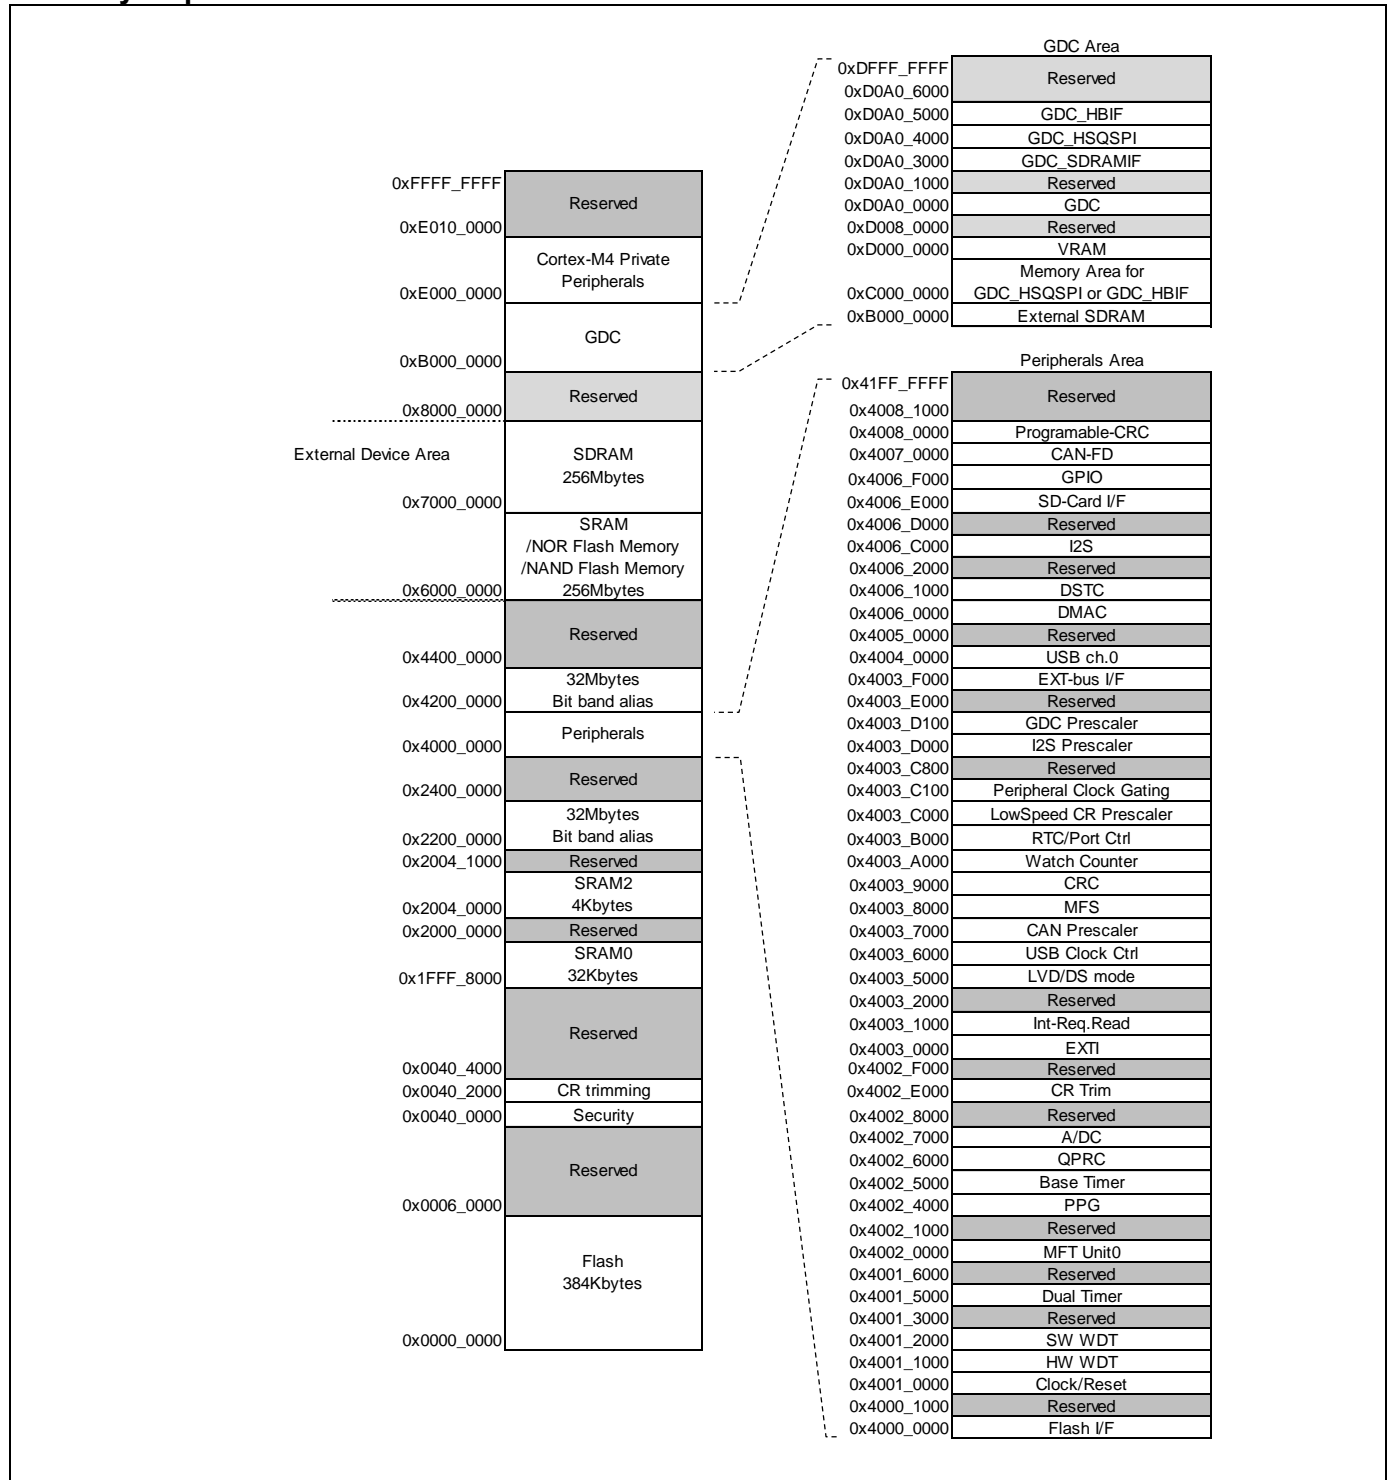 0xFFFF_FFFF
Reserved
0xE010_0000
Cortex-M4 Private
Peripherals
0xE000_0000
GDC
0xB000_0000
Reserved
0x8000_0000
External Device Area
SDRAM
256Mbytes
0x7000_0000
SRAM
/NOR Flash Memory
/NAND Flash Memory
0x6000_0000 256Mbytes
Reserved
0x4400_0000
32Mbytes
0x4200_0000 Bit band alias
Peripherals
0x4000_0000
Reserved
0x2400_0000
32Mbytes
0x2200_0000 Bit band alias
0x2004_1000 Reserved
SRAM2
0x2004_0000 4Kbytes
0x2000_0000 Reserved
SRAM0
0x1FFF_8000 32Kbytes
Reserved
0x0040_4000
0x0040_2000 CR trimming
0x0040_0000 Security
Reserved
0x0006_0000
Flash
384Kbytes
0x0000_0000
GDC Area
0xDFFF_FFFF
Reserved
0xD0A0_6000
0xD0A0_5000 GDC_HBIF
0xD0A0_4000 GDC_HSQSPI
0xD0A0_3000 GDC_SDRAMIF
0xD0A0_1000 Reserved
0xD0A0_0000 GDC
0xD008_0000 Reserved
0xD000_0000 VRAM
Memory Area for
0xC000_0000 GDC_HSQSPI or GDC_HBIF
0xB000_0000 External SDRAM
Peripherals Area
0x41FF_FFFF
Reserved
0x4008_1000
0x4008_0000 Programable-CRC
0x4007_0000 CAN-FD
0x4006_F000 GPIO
0x4006_E000 SD-Card I/F
0x4006_D000 Reserved
0x4006_C000 I2S
0x4006_2000 Reserved
0x4006_1000 DSTC
0x4006_0000 DMAC
0x4005_0000 Reserved
0x4004_0000 USB ch.0
0x4003_F000 EXT-bus I/F
0x4003_E000 Reserved
0x4003_D100 GDC Prescaler
0x4003_D000 I2S Prescaler
0x4003_C800 Reserved
0x4003_C100 Peripheral Clock Gating
0x4003_C000 LowSpeed CR Prescaler
0x4003_B000 RTC/Port Ctrl
0x4003_A000 Watch Counter
0x4003_9000 CRC
0x4003_8000 MFS
0x4003_7000 CAN Prescaler
0x4003_6000 USB Clock Ctrl
0x4003_5000 LVD/DS mode
0x4003_2000 Reserved
0x4003_1000 Int-Req.Read
0x4003_0000 EXTI
0x4002_F000 Reserved
0x4002_E000 CR Trim
0x4002_8000 Reserved
0x4002_7000 A/DC
0x4002_6000 QPRC
0x4002_5000 Base Timer
0x4002_4000 PPG
0x4002_1000 Reserved
0x4002_0000 MFT Unit0
0x4001_6000 Reserved
0x4001_5000 Dual Timer
0x4001_3000 Reserved
0x4001_2000 SW WDT
0x4001_1000 HW WDT
0x4001_0000 Clock/Reset
0x4000_1000 Reserved
0x4000_0000 Flash I/F